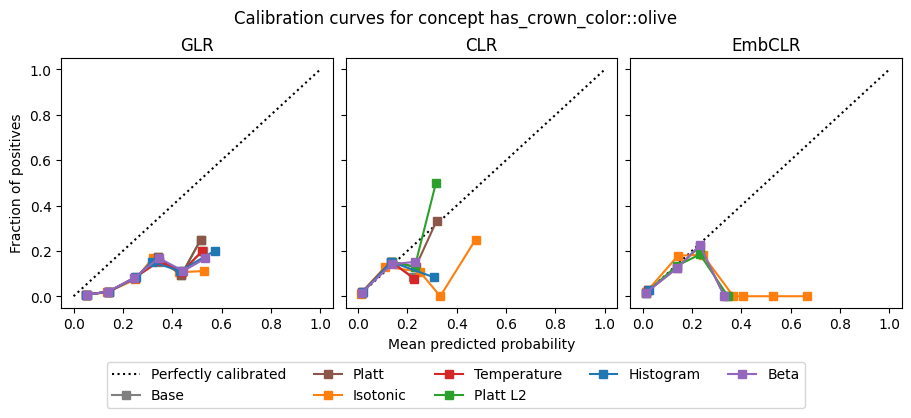 Calibration curves for concept has_crown_color::olive
GLR
CLR
EmbCLR
Fraction of positives
1.0
0.8
0.6
0.4
0.2
0.0
0.0 0.2 0.4 0.6 0.8 1.0
0.0 0.2 0.4 0.6 0.8 1.0
0.0 0.2 0.4 0.6 0.8 1.0
Mean predicted probability
Perfectly calibrated Platt Temperature Histogram Beta
Base Isotonic Platt L2